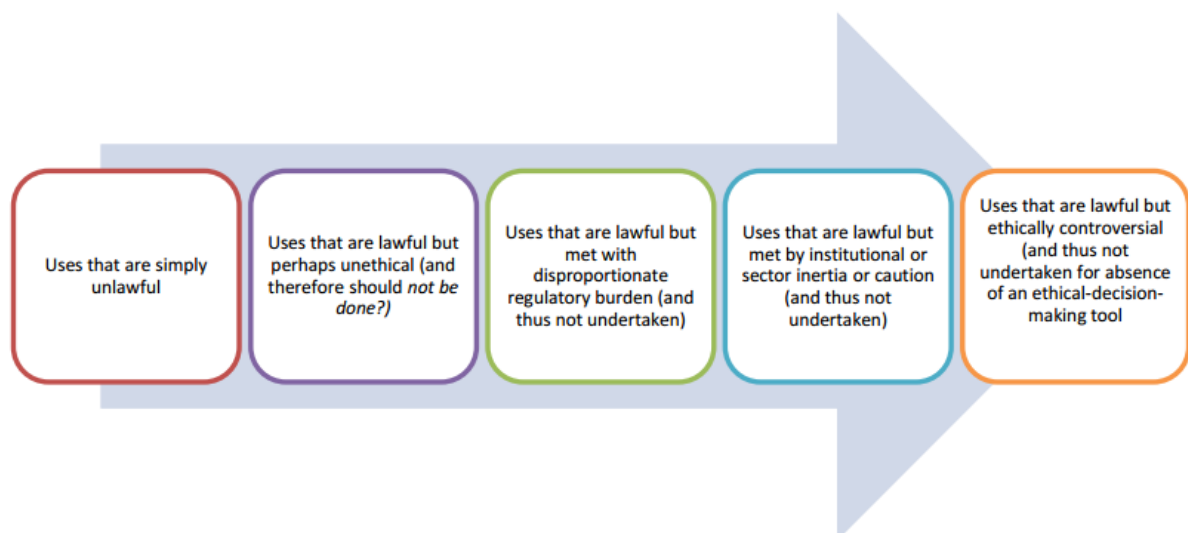 Uses that are simply
unlawful
Uses that are lawful but
perhaps unethical (and
therefore should not be
done?)
Uses that are lawful but
met with
disproportionate
regulatory burden (and
thus not undertaken)
Uses that are lawful but
met by institutional or
sector inertia or caution
(and thus not
undertaken)
Uses that are lawful but
ethically controversial
(and thus not
undertaken for absence
of an ethical-decision-
making tool